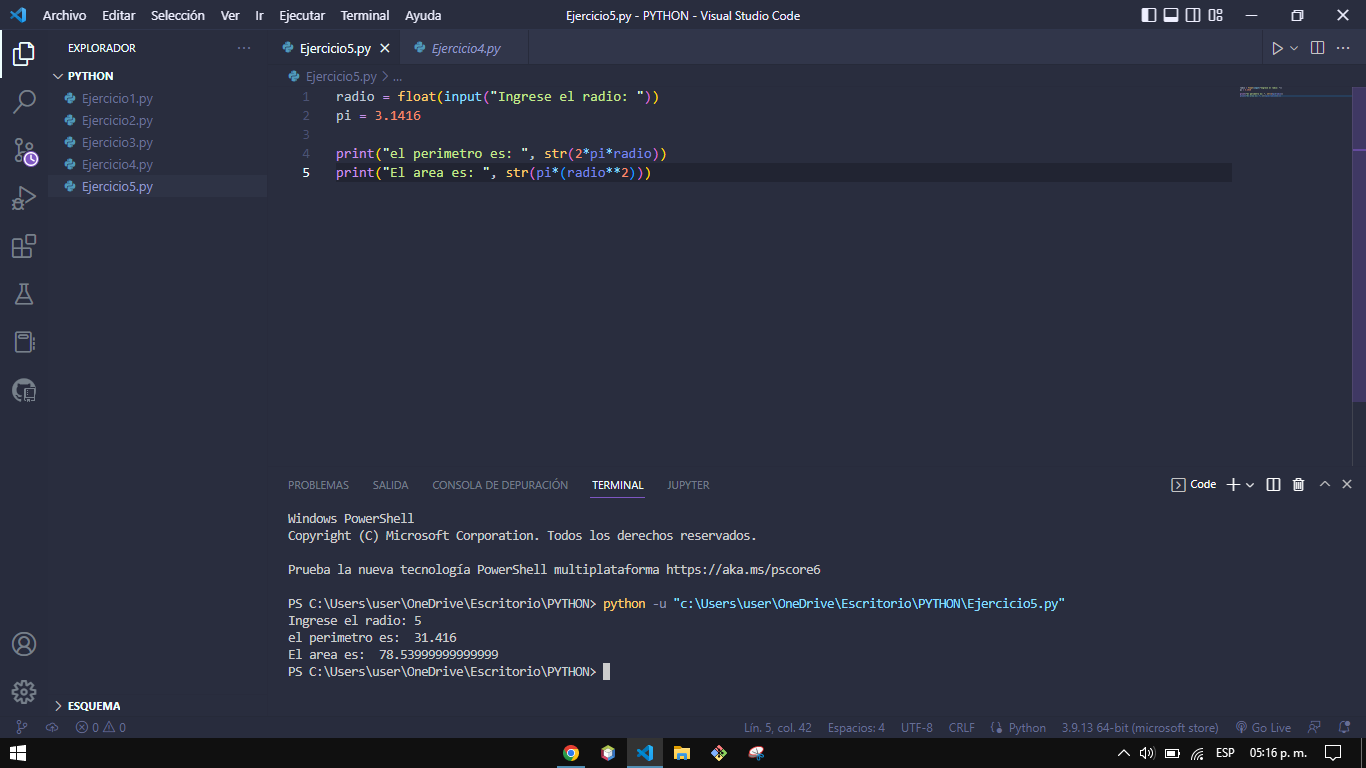 Archivo Editar Selección Ver Ir Ejecutar Terminal Ayuda Ejercicio5.py - PYTHON - Visual Studio Code
EXPLORADOR ...
PYTHON
Ejercicio1.py
Ejercicio2.py
Ejercicio3.py
Ejercicio4.py
Ejercicio5.py
ESQUEMA
Ejercicio5.py Ejercicio4.py
Ejercicio5.py > ...
1 radio = float(input("Ingrese el radio: "))
2 pi = 3.1416
3
4 print("el perimetro es: ", str(2*pi*radio))
5 print("El area es: ", str(pi*(radio**2)))
PROBLEMAS SALIDA CONSOLA DE DEPURACIÓN TERMINAL JUPYTER Code
Windows PowerShell
Copyright (C) Microsoft Corporation. Todos los derechos reservados.
Prueba la nueva tecnología PowerShell multiplataforma https://aka.ms/pscore6
PS C:\Users\user\OneDrive\Escritorio\PYTHON> python -u "c:\Users\user\OneDrive\Escritorio\PYTHON\Ejercicio5.py"
Ingrese el radio: 5
el perimetro es:  31.416
El area es:  78.53999999999999
PS C:\Users\user\OneDrive\Escritorio\PYTHON>
0 0 Lín. 5, col. 42 Espacios: 4 UTF-8 CRLF Python 3.9.13 64-bit (microsoft store) Go Live
ESP 05:16 p. m.